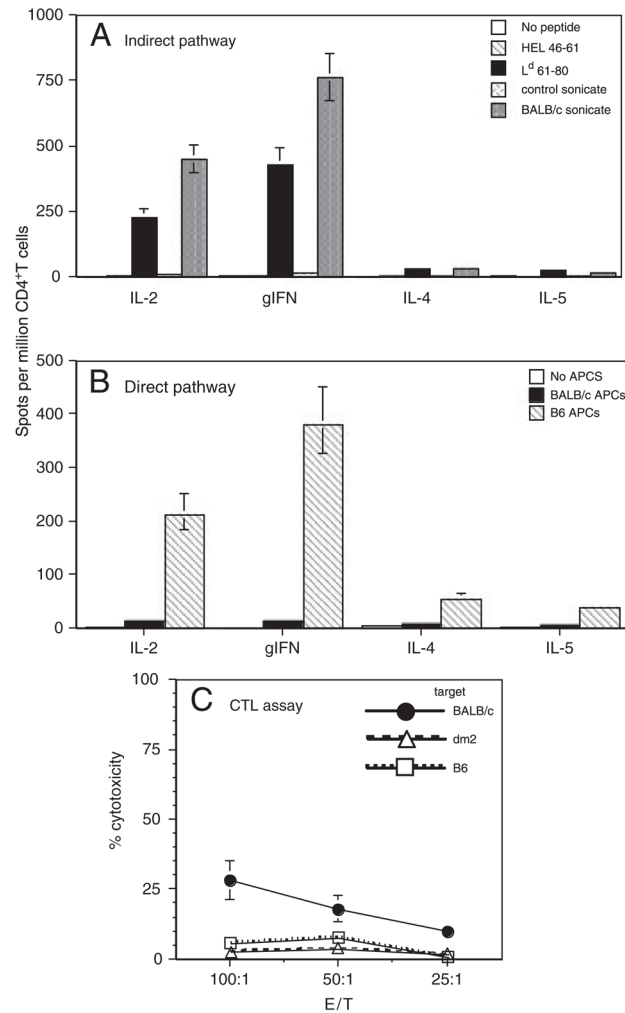 A Indirect pathway
No peptide
HEL 46-61
Lᵈ 61-80
control sonicate
BALB/c sonicate
1000
750
500
250
0
IL-2 gIFN IL-4 IL-5
Spots per million CD4⁺T cells
B Direct pathway
No APCS
BALB/c APCs
B6 APCs
500
400
300
200
100
0
IL-2 gIFN IL-4 IL-5
C CTL assay
target
BALB/c
dm2
B6
100
75
50
25
0
% cytotoxicity
100:1 50:1 25:1
E/T